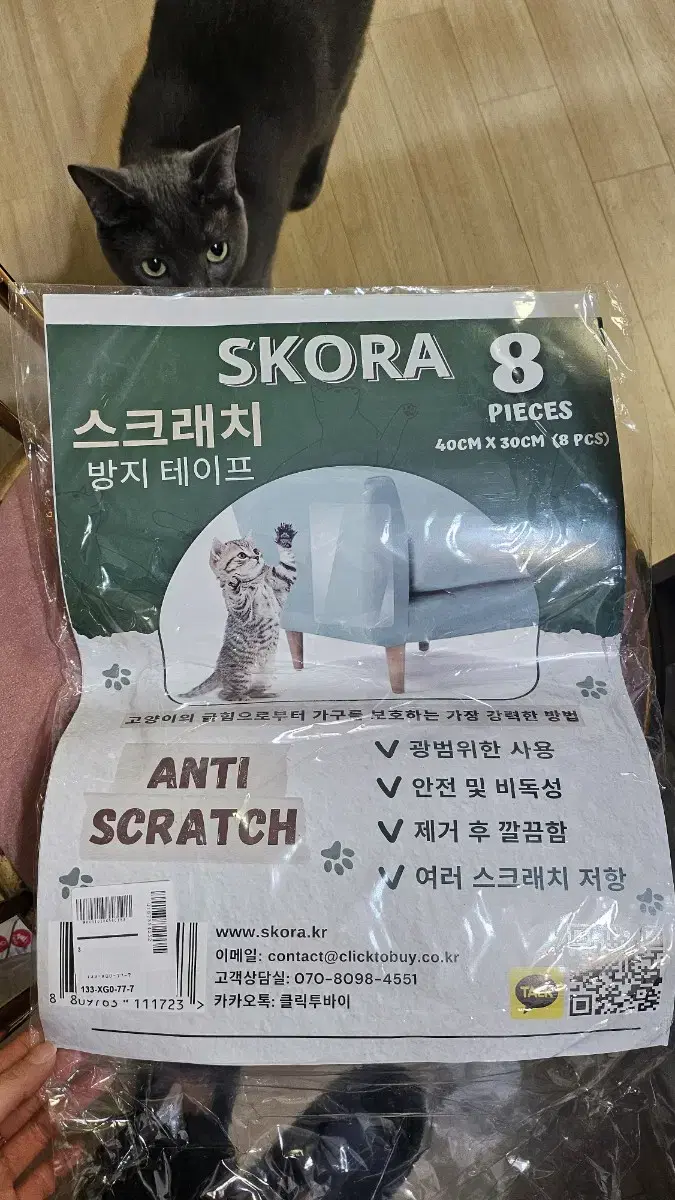 SKORA
8
PIECES
40CM X 30CM (8 PCS)
스크래치
방지 테이프
고양이의 긁힘으로부터 가구를 보호하는 가장 강력한 방법
ANTI
SCRATCH
광범위한 사용
안전 및 비독성
제거 후 깔끔함
여러 스크래치 저항
www.skora.kr
이메일: contact@clicktobuy.co.kr
고객상담실: 070-8098-4551
카카오톡: 클릭투바이
TALK
133-XG0-77-7
8 809763 111723 >